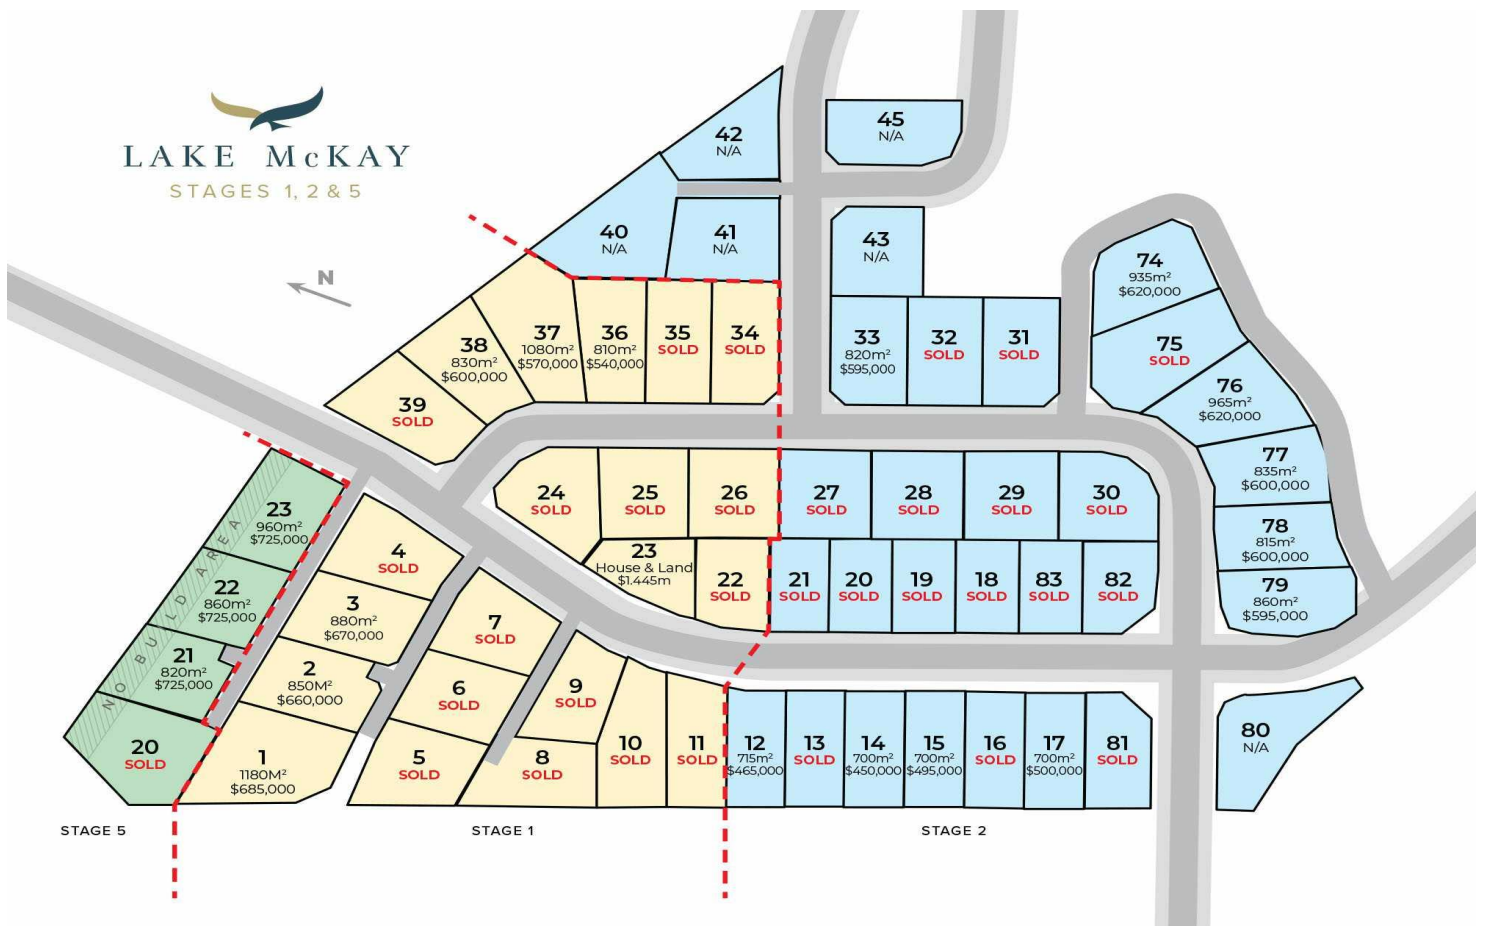 LAKE McKAY
STAGES 1, 2 & 5
N
42
N/A
45
N/A
40
N/A
41
N/A
43
N/A
74
935m²
$620,000
39
SOLD
38
830m²
$600,000
37
1080m²
$570,000
36
810m²
$540,000
35
SOLD
34
SOLD
33
820m²
$595,000
32
SOLD
31
SOLD
75
SOLD
76
965m²
$620,000
77
835m²
$600,000
78
815m²
$600,000
79
860m²
$595,000
24
SOLD
25
SOLD
26
SOLD
27
SOLD
28
SOLD
29
SOLD
30
SOLD
23
House & Land
$1.445m
22
SOLD
21
SOLD
20
SOLD
19
SOLD
18
SOLD
83
SOLD
82
SOLD
NO BUILD AREA
23
960m²
$725,000
22
860m²
$725,000
21
820m²
$725,000
20
SOLD
4
SOLD
3
880m²
$670,000
2
850M²
$660,000
1
1180M²
$685,000
7
SOLD
6
SOLD
5
SOLD
9
SOLD
8
SOLD
10
SOLD
11
SOLD
12
715m²
$465,000
13
SOLD
14
700m²
$450,000
15
700m²
$495,000
16
SOLD
17
700m²
$500,000
81
SOLD
80
N/A
STAGE 5
STAGE 1
STAGE 2